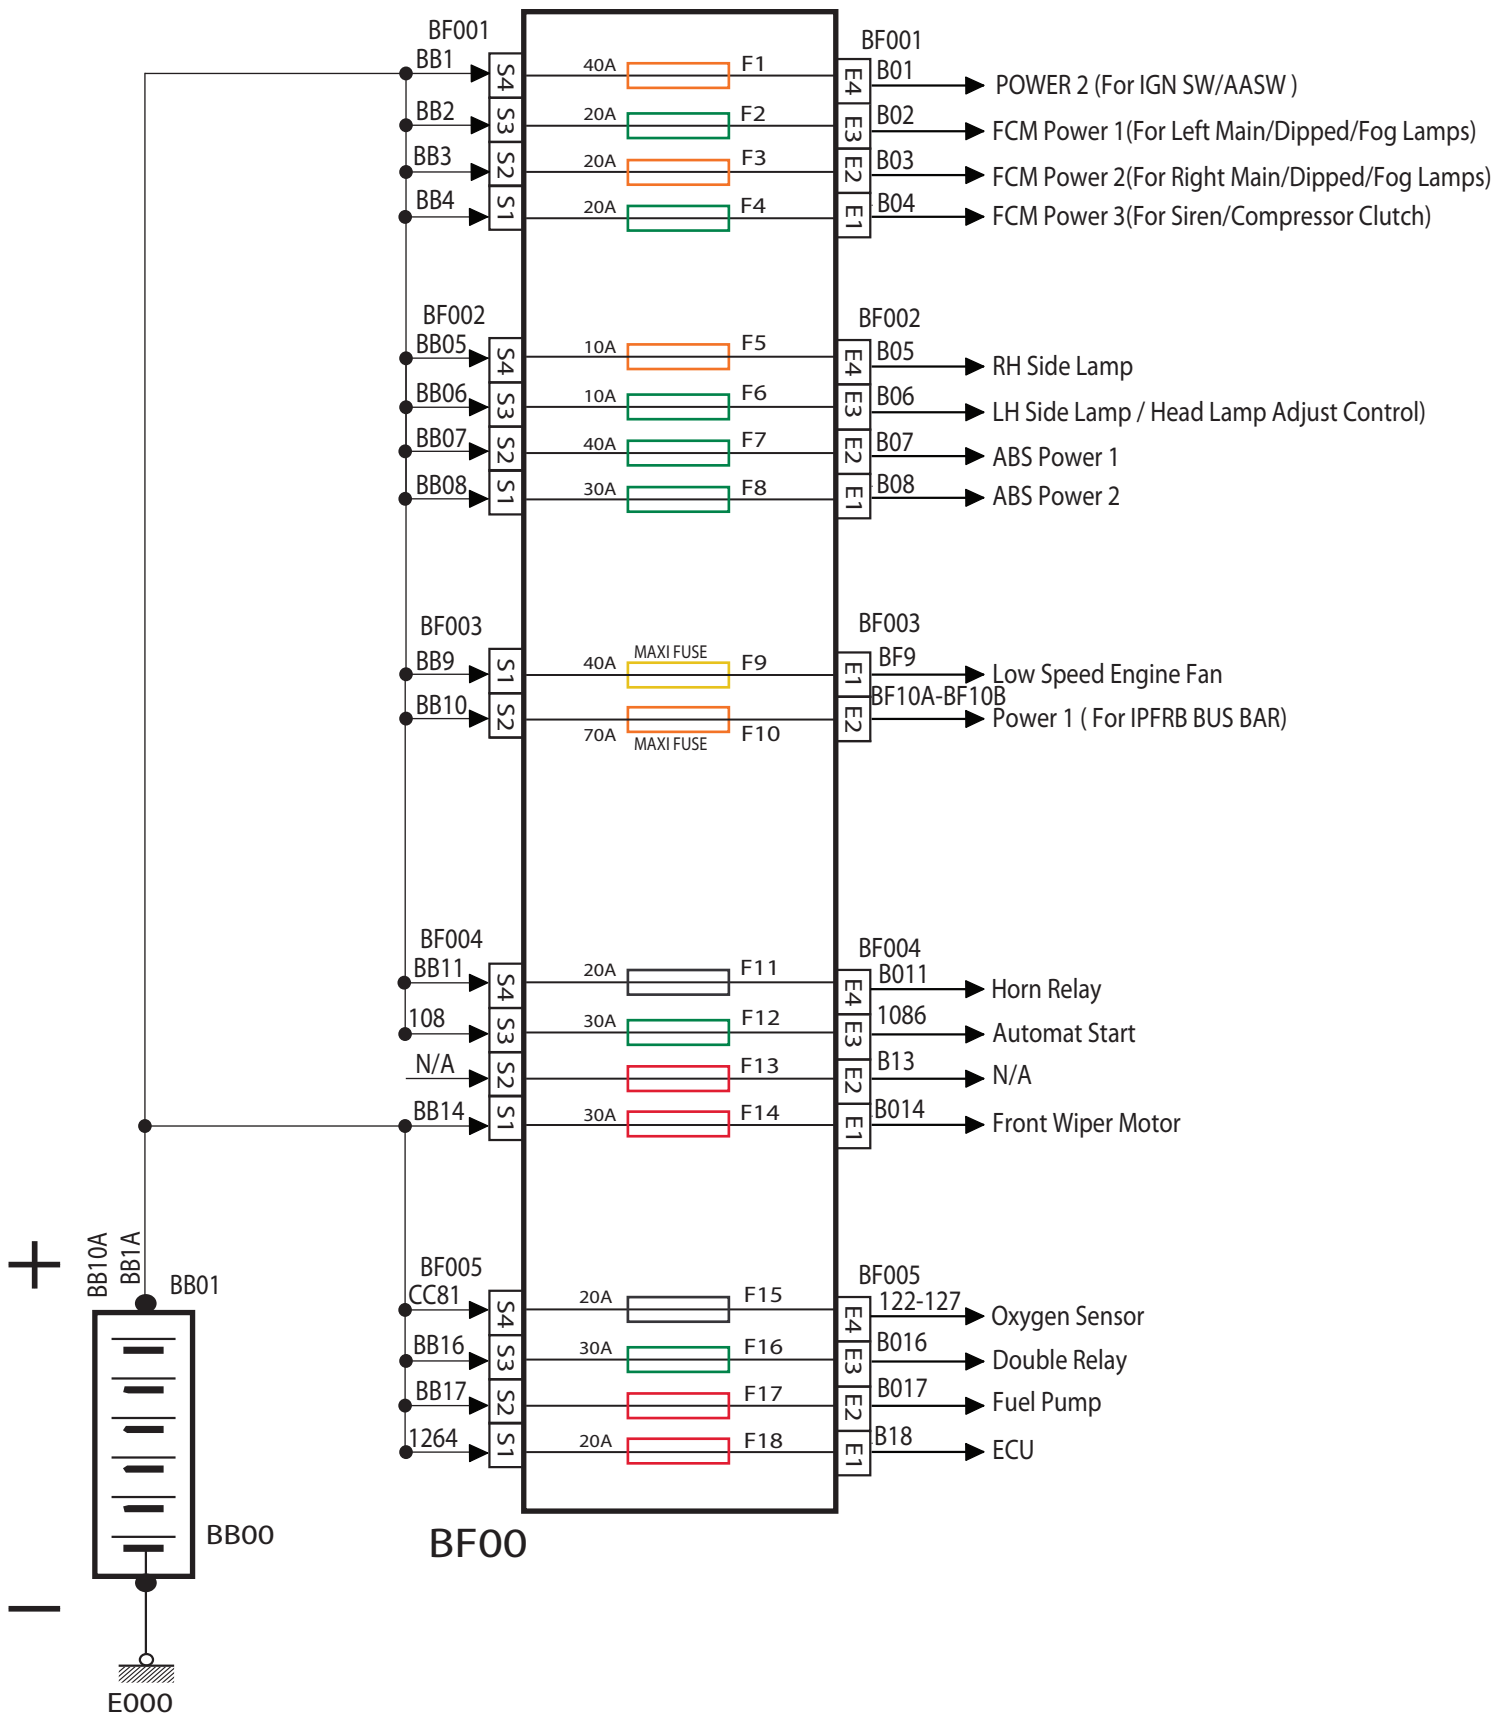 BF001 BF001
BB1 S4 40A F1 E4 B01 POWER 2 (For IGN SW/AASW )
BB2 S3 20A F2 E3 B02 FCM Power 1(For Left Main/Dipped/Fog Lamps)
BB3 S2 20A F3 E2 B03 FCM Power 2(For Right Main/Dipped/Fog Lamps)
BB4 S1 20A F4 E1 B04 FCM Power 3(For Siren/Compressor Clutch)
BF002 BF002
BB05 S4 10A F5 E4 B05 RH Side Lamp
BB06 S3 10A F6 E3 B06 LH Side Lamp / Head Lamp Adjust Control)
BB07 S2 40A F7 E2 B07 ABS Power 1
BB08 S1 30A F8 E1 B08 ABS Power 2
BF003 BF003
MAXI FUSE
BB9 S1 40A F9 E1 BF9 Low Speed Engine Fan
BF10A-BF10B
BB10 S2 70A F10 E2 Power 1 ( For IPFRB BUS BAR)
MAXI FUSE
BF004 BF004
BB11 S4 20A F11 E4 B011 Horn Relay
108 S3 30A F12 E3 1086 Automat Start
N/A S2 F13 E2 B13 N/A
BB14 S1 30A F14 E1 B014 Front Wiper Motor
BF005 BF005
CC81 S4 20A F15 E4 122-127 Oxygen Sensor
BB16 S3 30A F16 E3 B016 Double Relay
BB17 S2 F17 E2 B017 Fuel Pump
1264 S1 20A F18 E1 B18 ECU
BF00
+
BB10A
BB1A
BB01
BB00
—
E000